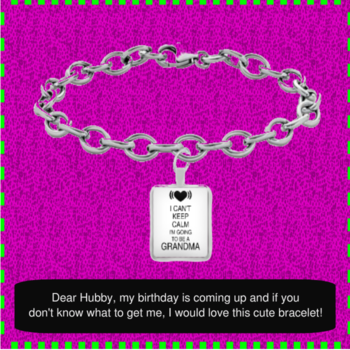 I CAN'T
KEEP
CALM
I'M GOING
TO BE A
GRANDMA
Dear Hubby, my birthday is coming up and if you
don't know what to get me, I would love this cute bracelet!